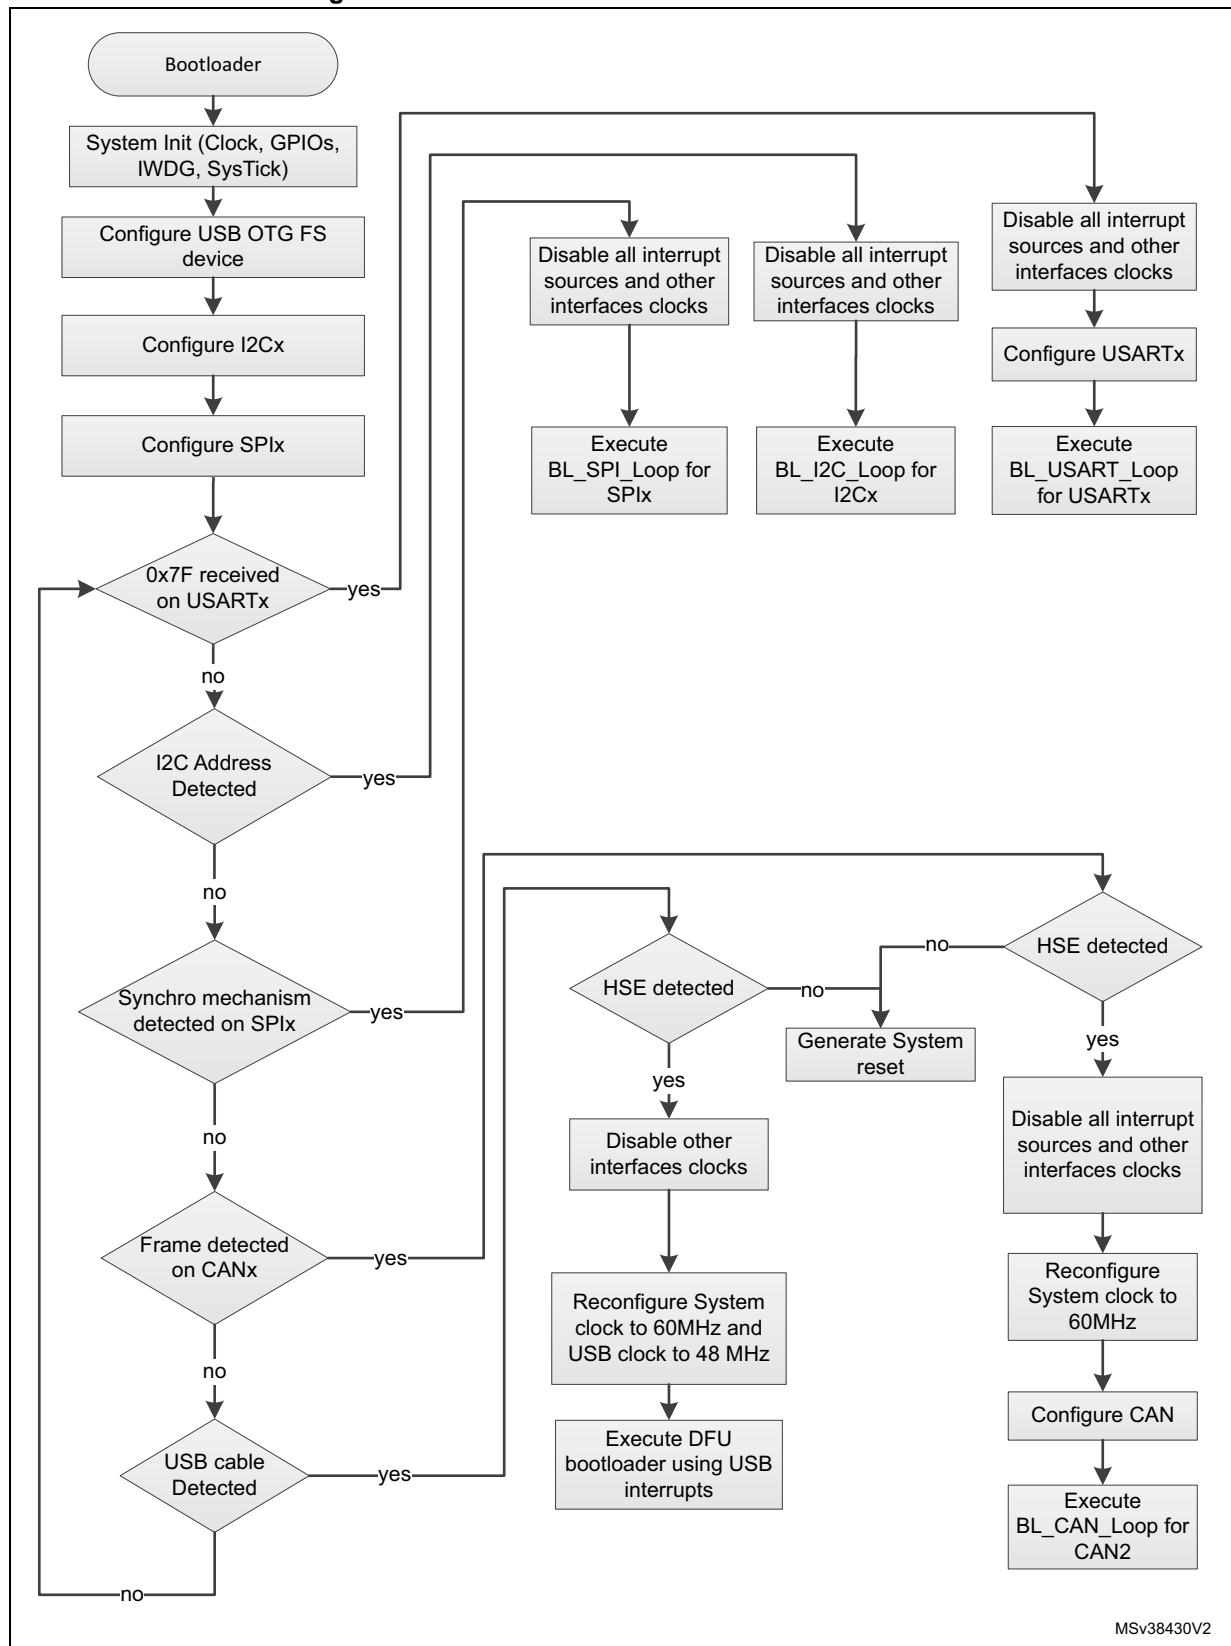 Bootloader
System Init (Clock, GPIOs,
IWDG, SysTick)
Configure USB OTG FS
device
Configure I2Cx
Configure SPIx
Disable all interrupt
sources and other
interfaces clocks
Execute
BL_SPI_Loop for
SPIx
Disable all interrupt
sources and other
interfaces clocks
Execute
BL_I2C_Loop for
I2Cx
Disable all interrupt
sources and other
interfaces clocks
Configure USARTx
Execute
BL_USART_Loop
for USARTx
0x7F received
on USARTx
yes
no
I2C Address
Detected
yes
no
Synchro mechanism
detected on SPIx
yes
no
Frame detected
on CANx
yes
no
USB cable
Detected
yes
no
HSE detected
no
yes
Generate System
reset
Disable other
interfaces clocks
Reconfigure System
clock to 60MHz and
USB clock to 48 MHz
Execute DFU
bootloader using USB
interrupts
HSE detected
no
yes
Disable all interrupt
sources and other
interfaces clocks
Reconfigure
System clock to
60MHz
Configure CAN
Execute
BL_CAN_Loop for
CAN2
MSv38430V2